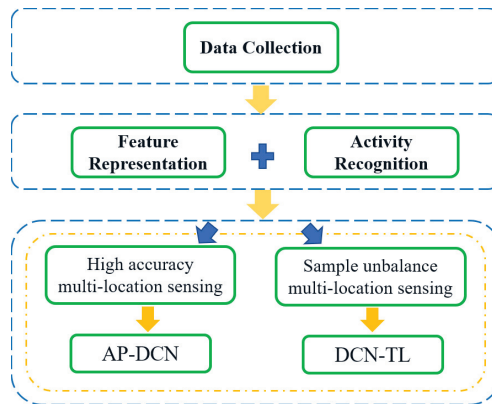 Data Collection
Feature
Representation
Activity
Recognition
High accuracy
multi-location sensing
Sample unbalance
multi-location sensing
AP-DCN
DCN-TL